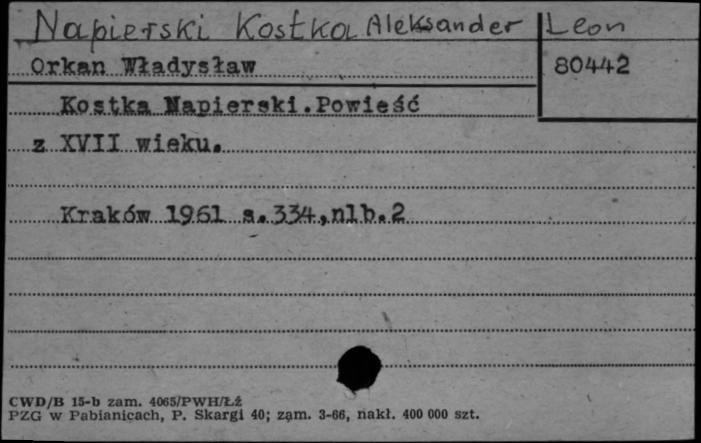 Napierski Kostka Aleksander Leon
Orkan Władysław
80442
Kostka Napierski.Powieść
z XVII wieku.
Kraków 1961 s.334,nlb.2
CWD/B 15-b zam. 4065/PWH/Łź
PZG w Pabianicach, P. Skargi 40; zam. 3-66, nakł. 400 000 szt.